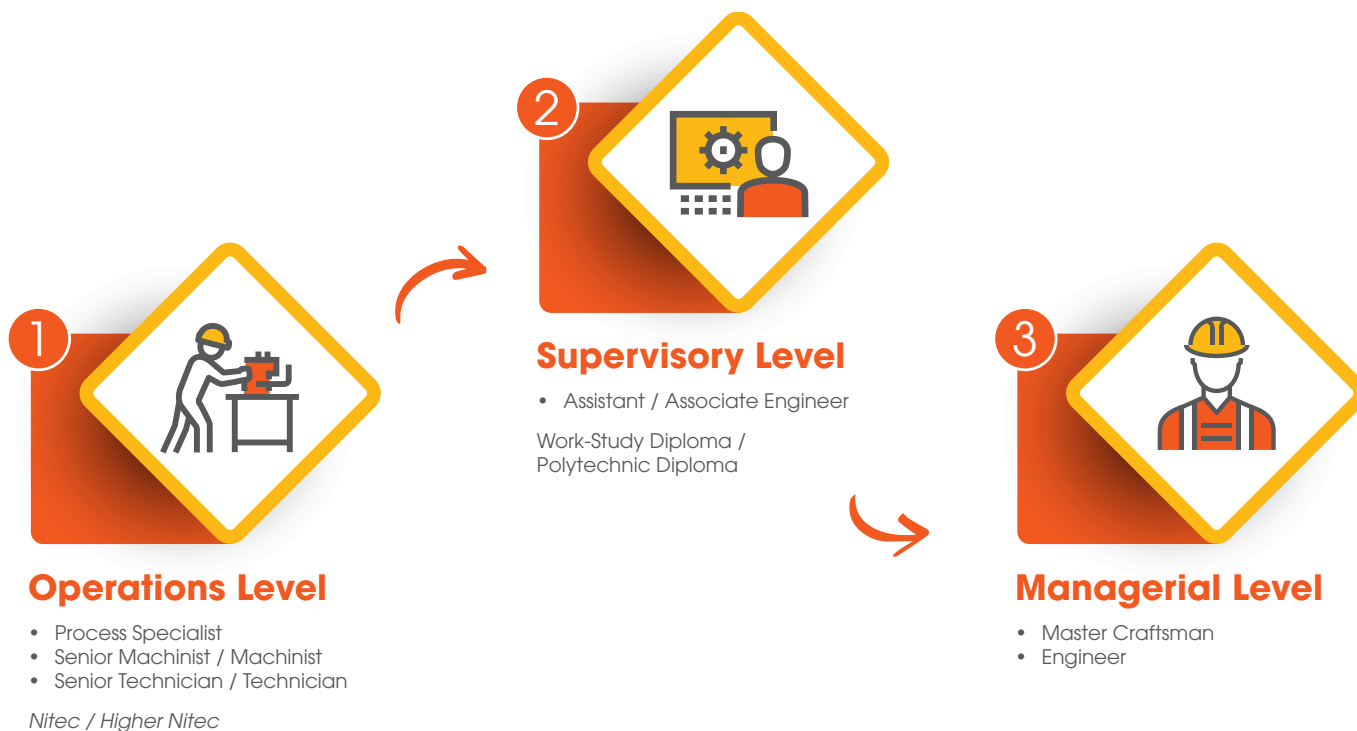 1
Operations Level
• Process Specialist
• Senior Machinist / Machinist
• Senior Technician / Technician
Nitec / Higher Nitec
2
Supervisory Level
• Assistant / Associate Engineer
Work-Study Diploma /
Polytechnic Diploma
3
Managerial Level
• Master Craftsman
• Engineer